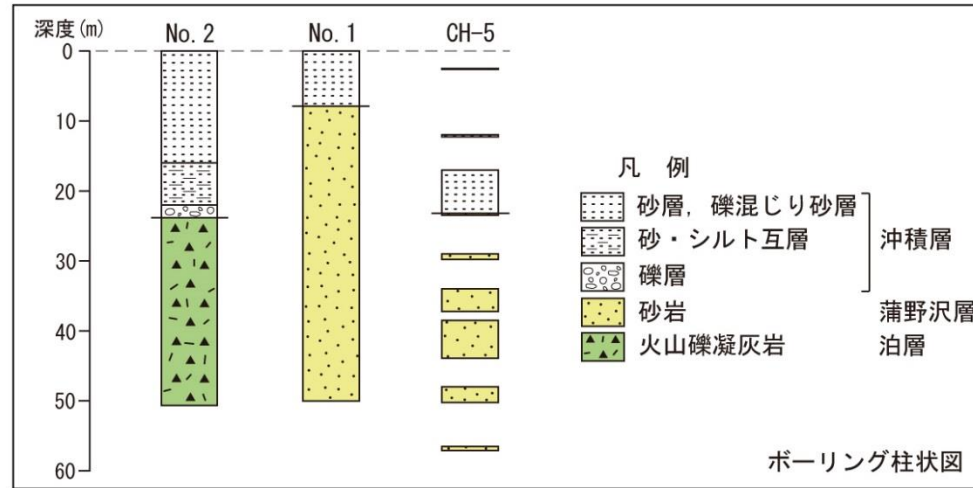 深度(m)
No. 2
No. 1
CH-5
0
10
20
30
40
50
60
凡 例
砂層, 礫混じり砂層
砂・シルト互層
沖積層
礫層
砂岩
蒲野沢層
火山礫凝灰岩
泊層
ボーリング柱状図